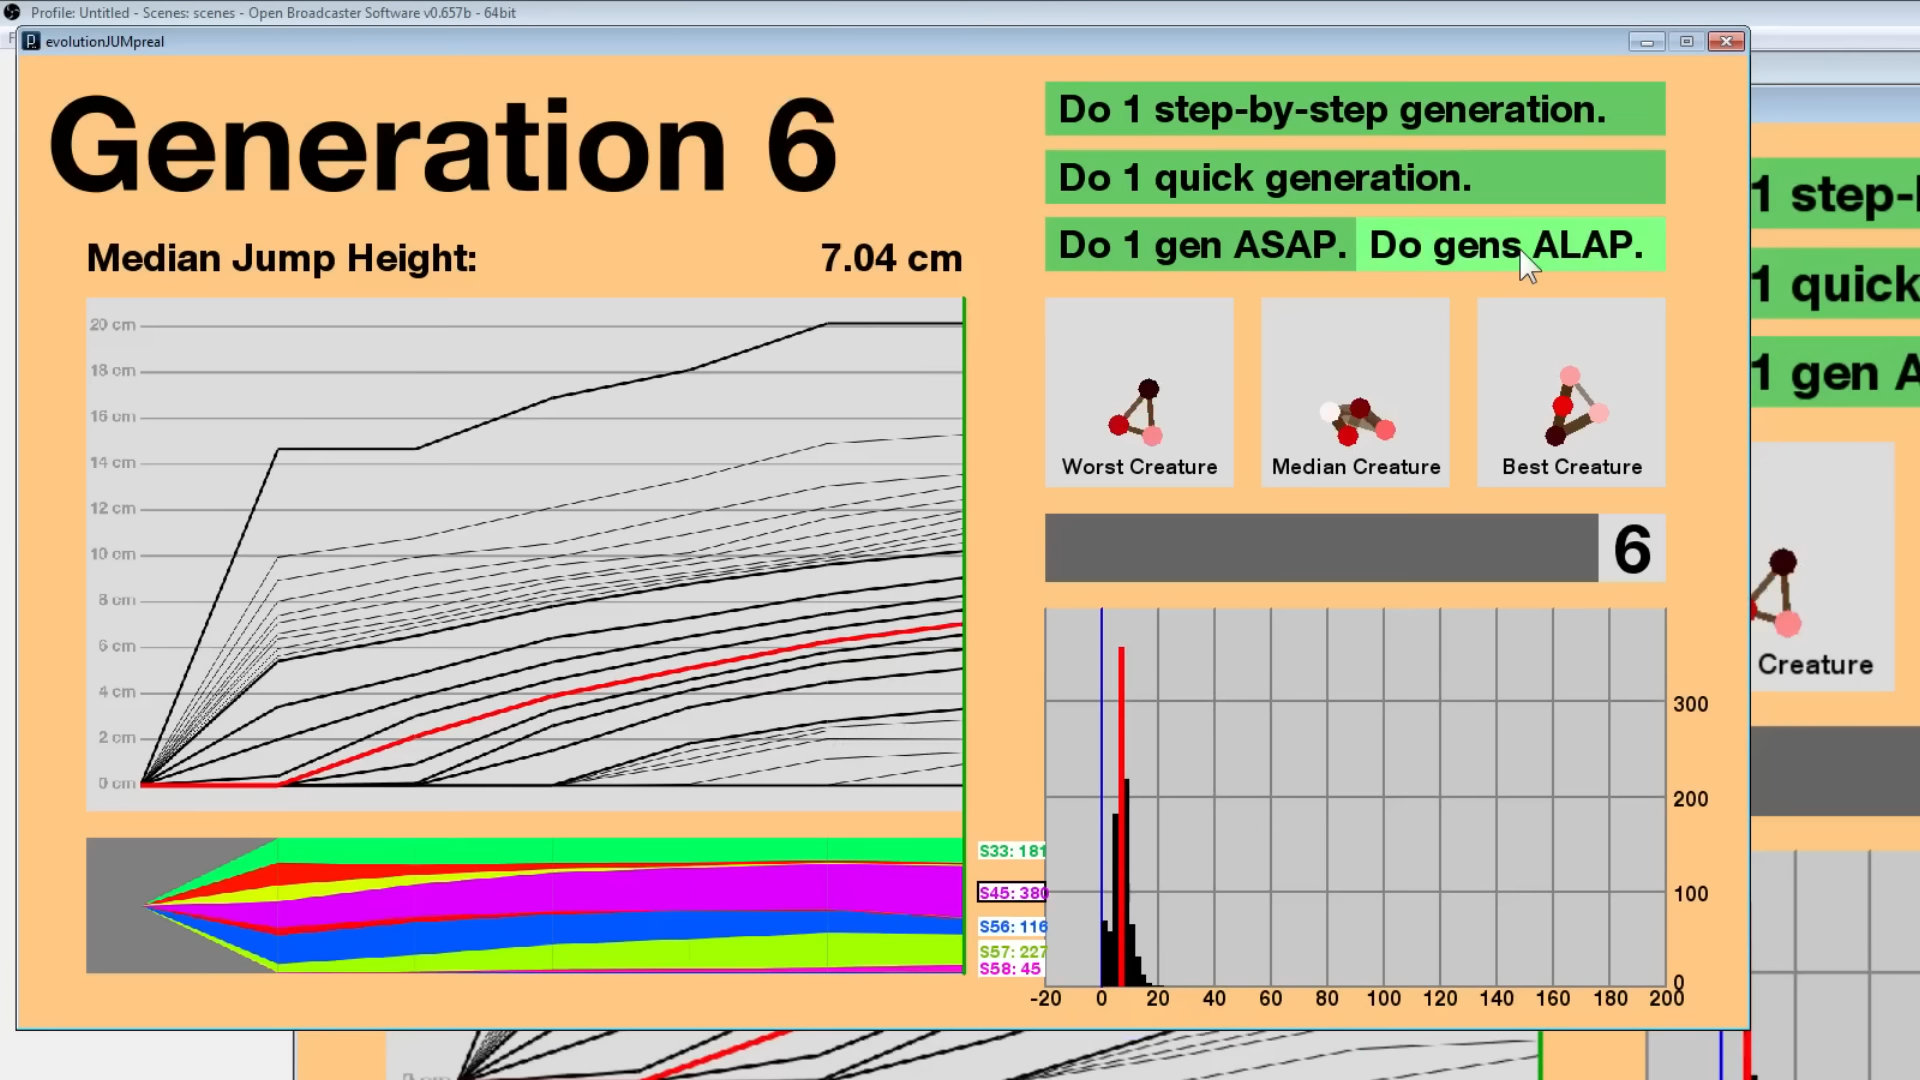 Profile: Untitled - Scenes: scenes - Open Broadcaster Software v0.657b - 64bit
evolutionJUMpreal
Generation 6
Do 1 step-by-step generation.
Do 1 quick generation.
Do 1 gen ASAP. Do gens ALAP.
Median Jump Height: 7.04 cm
20 cm
18 cm
16 cm
14 cm
12 cm
10 cm
8 cm
6 cm
4 cm
2 cm
0 cm
Worst Creature
Median Creature
Best Creature
6
S33: 181
S45: 380
S56: 116
S57: 227
S58: 45
300
200
100
0
-20 0 20 40 60 80 100 120 140 160 180 200
1 step-
1 quick
1 gen A
Creature